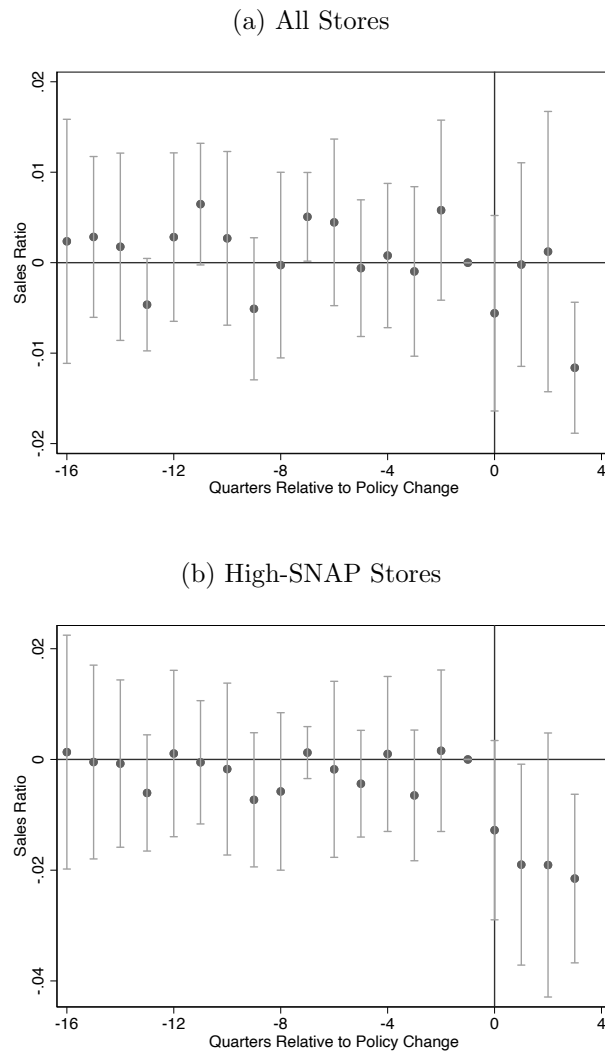 (a) All Stores
.02
.01
0
-.01
-.02
Sales Ratio
-16 -12 -8 -4 0 4
Quarters Relative to Policy Change
(b) High-SNAP Stores
.02
0
-.02
-.04
Sales Ratio
-16 -12 -8 -4 0 4
Quarters Relative to Policy Change